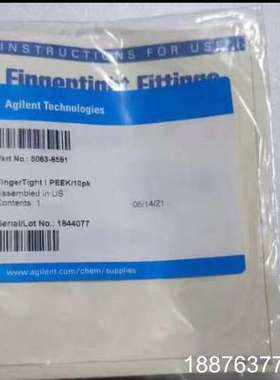 INSTRUCTIONS FOR USE
Fingertight Fittings
Agilent Technologies
Part No.: 5063-6591
FingerTight I PEEK/10pk
Assembled in US
Contents: 1
05/14/21
Serial/Lot No.: 1844077
www.agilent.com/chem/supplies
18876377